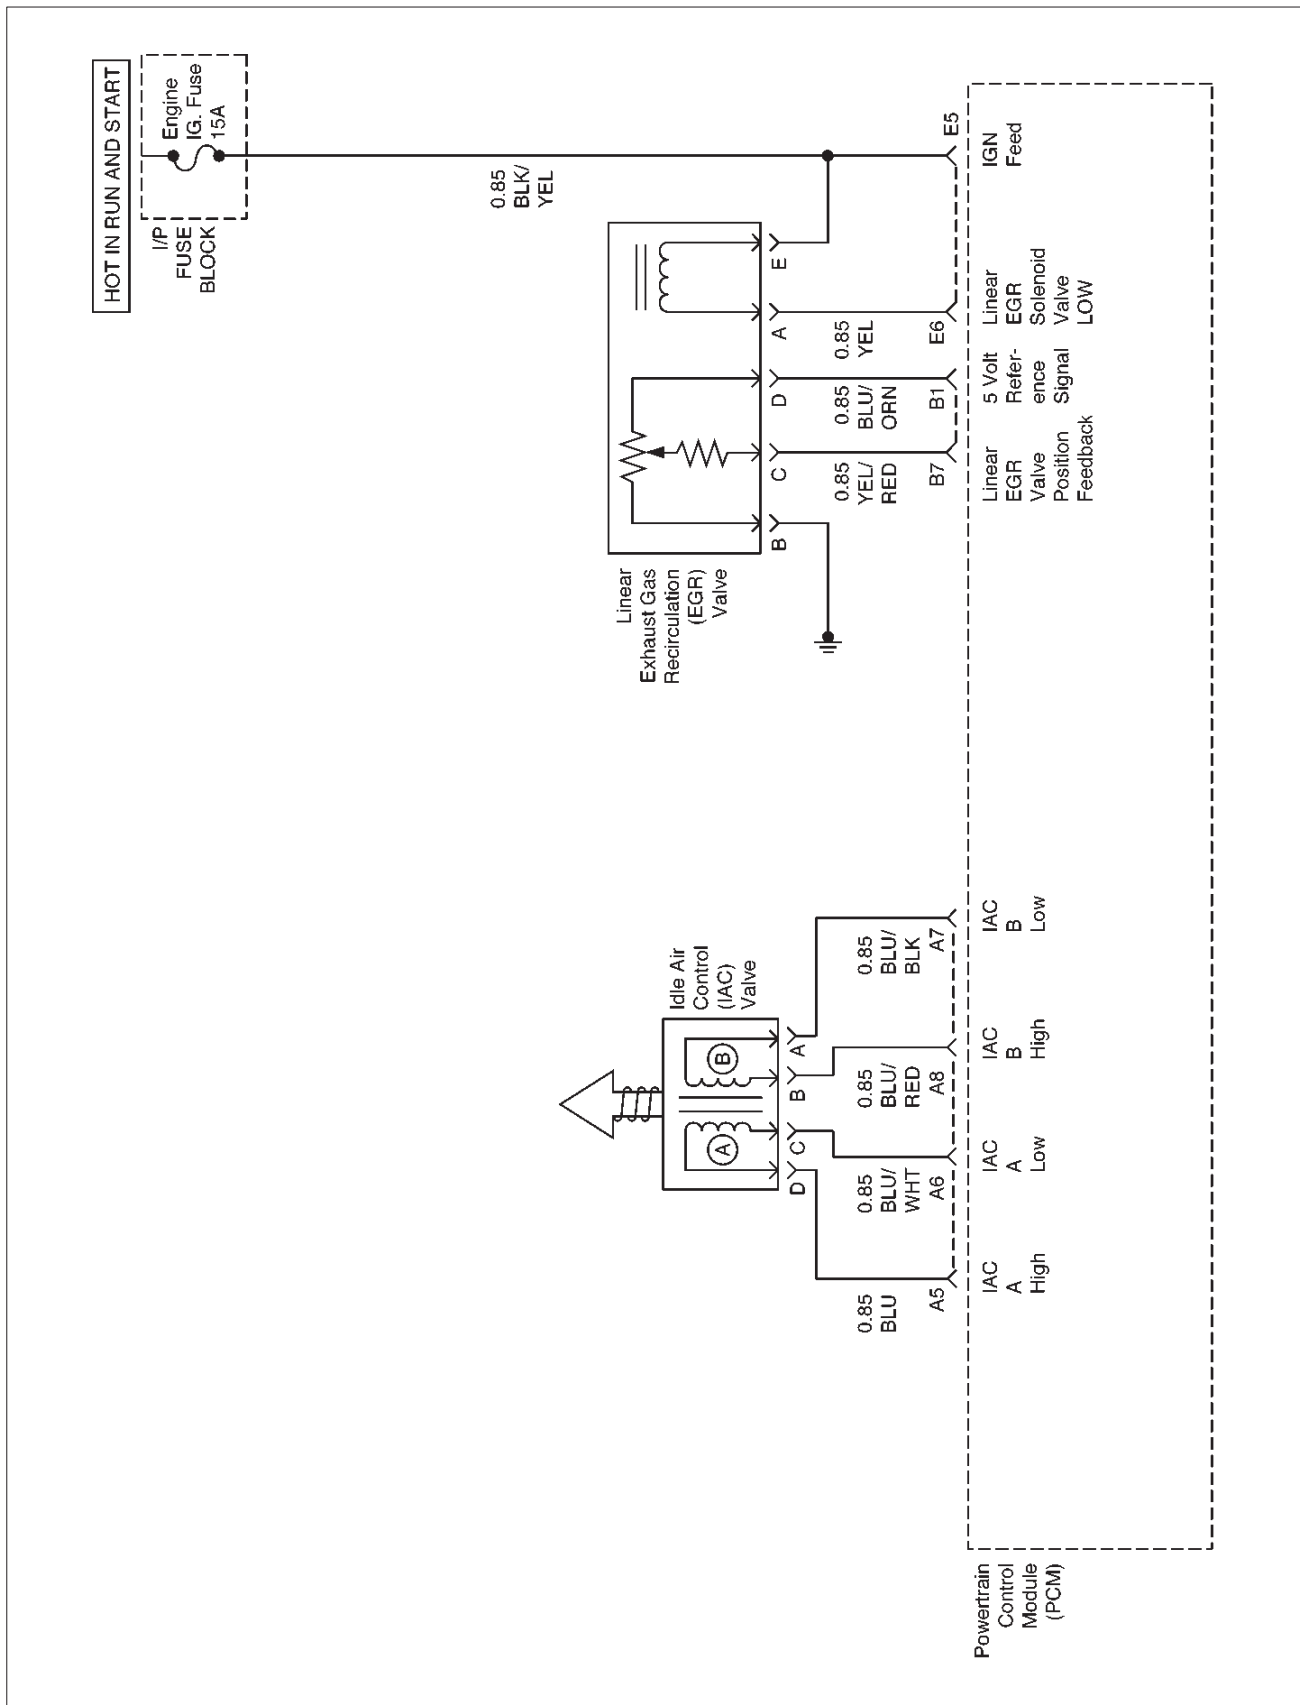 HOT IN RUN AND START
Engine
IG. Fuse
15A
I/P
FUSE
BLOCK
0.85
BLK/
YEL
Linear
Exhaust Gas
Recirculation
(EGR)
Valve
B
C
D
A
E
0.85
YEL/
RED
0.85
BLU/
ORN
0.85
YEL
B7
B1
E6
E5
Linear
EGR
Valve
Position
Feedback
5 Volt
Refer-
ence
Signal
Linear
EGR
Solenoid
Valve
LOW
IGN
Feed
Idle Air
Control
(IAC)
Valve
A
B
D
C
B
A
0.85
BLU
0.85
BLU/
WHT
0.85
BLU/
RED
0.85
BLU/
BLK
A5
A6
A8
A7
IAC
A
High
IAC
A
Low
IAC
B
High
IAC
B
Low
Powertrain
Control
Module
(PCM)